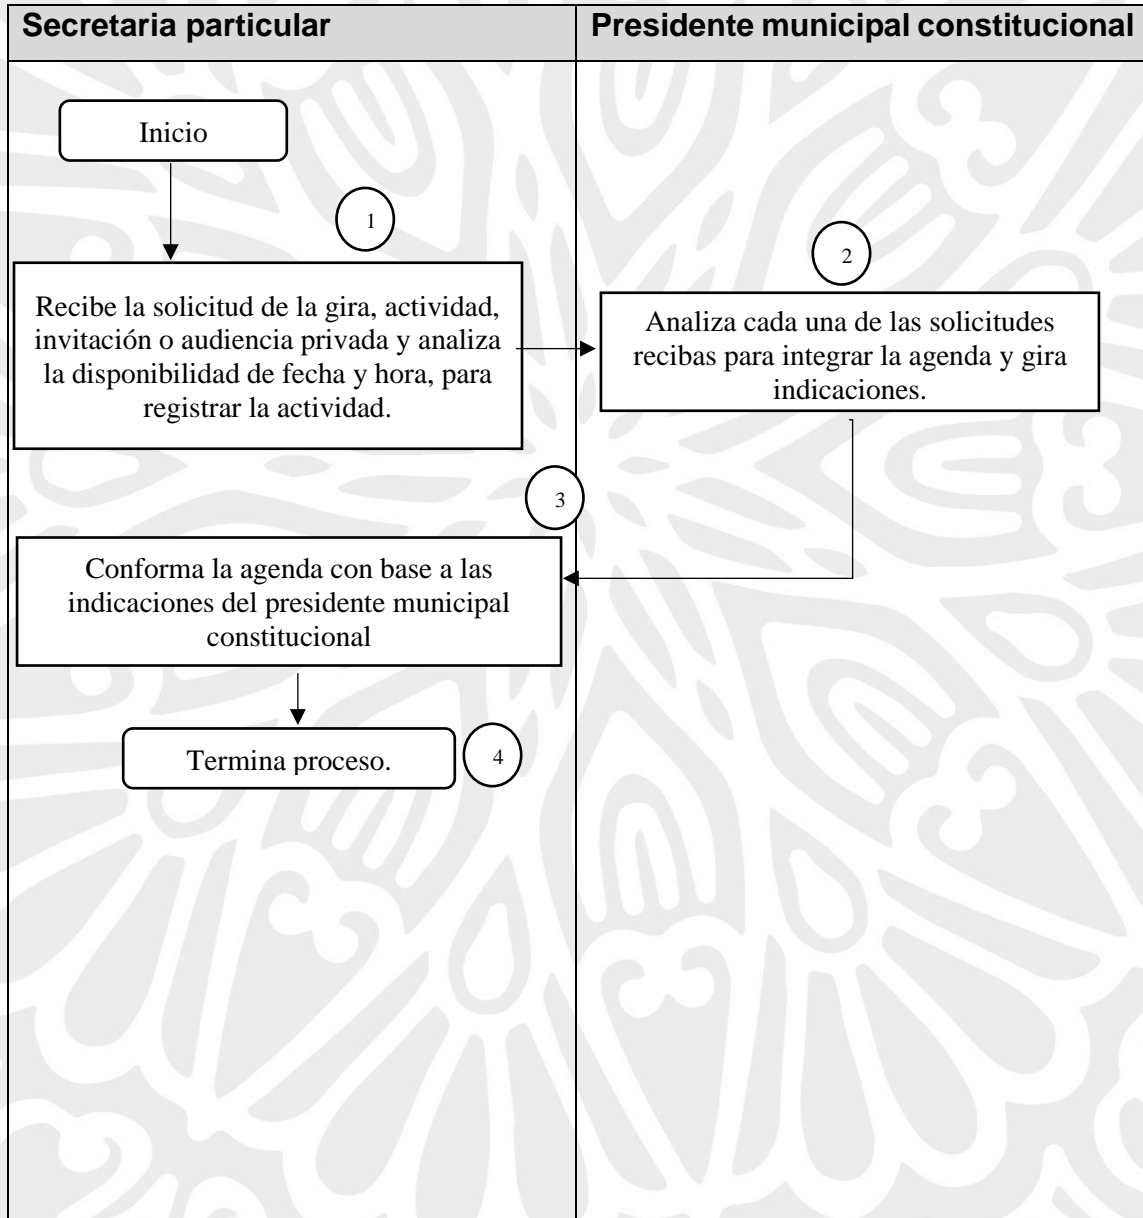 Secretaria particular
Presidente municipal constitucional
Inicio
1
Recibe la solicitud de la gira, actividad,
invitación o audiencia privada y analiza
la disponibilidad de fecha y hora, para
registrar la actividad.
2
Analiza cada una de las solicitudes
recibas para integrar la agenda y gira
indicaciones.
3
Conforma la agenda con base a las
indicaciones del presidente municipal
constitucional
Termina proceso.
4